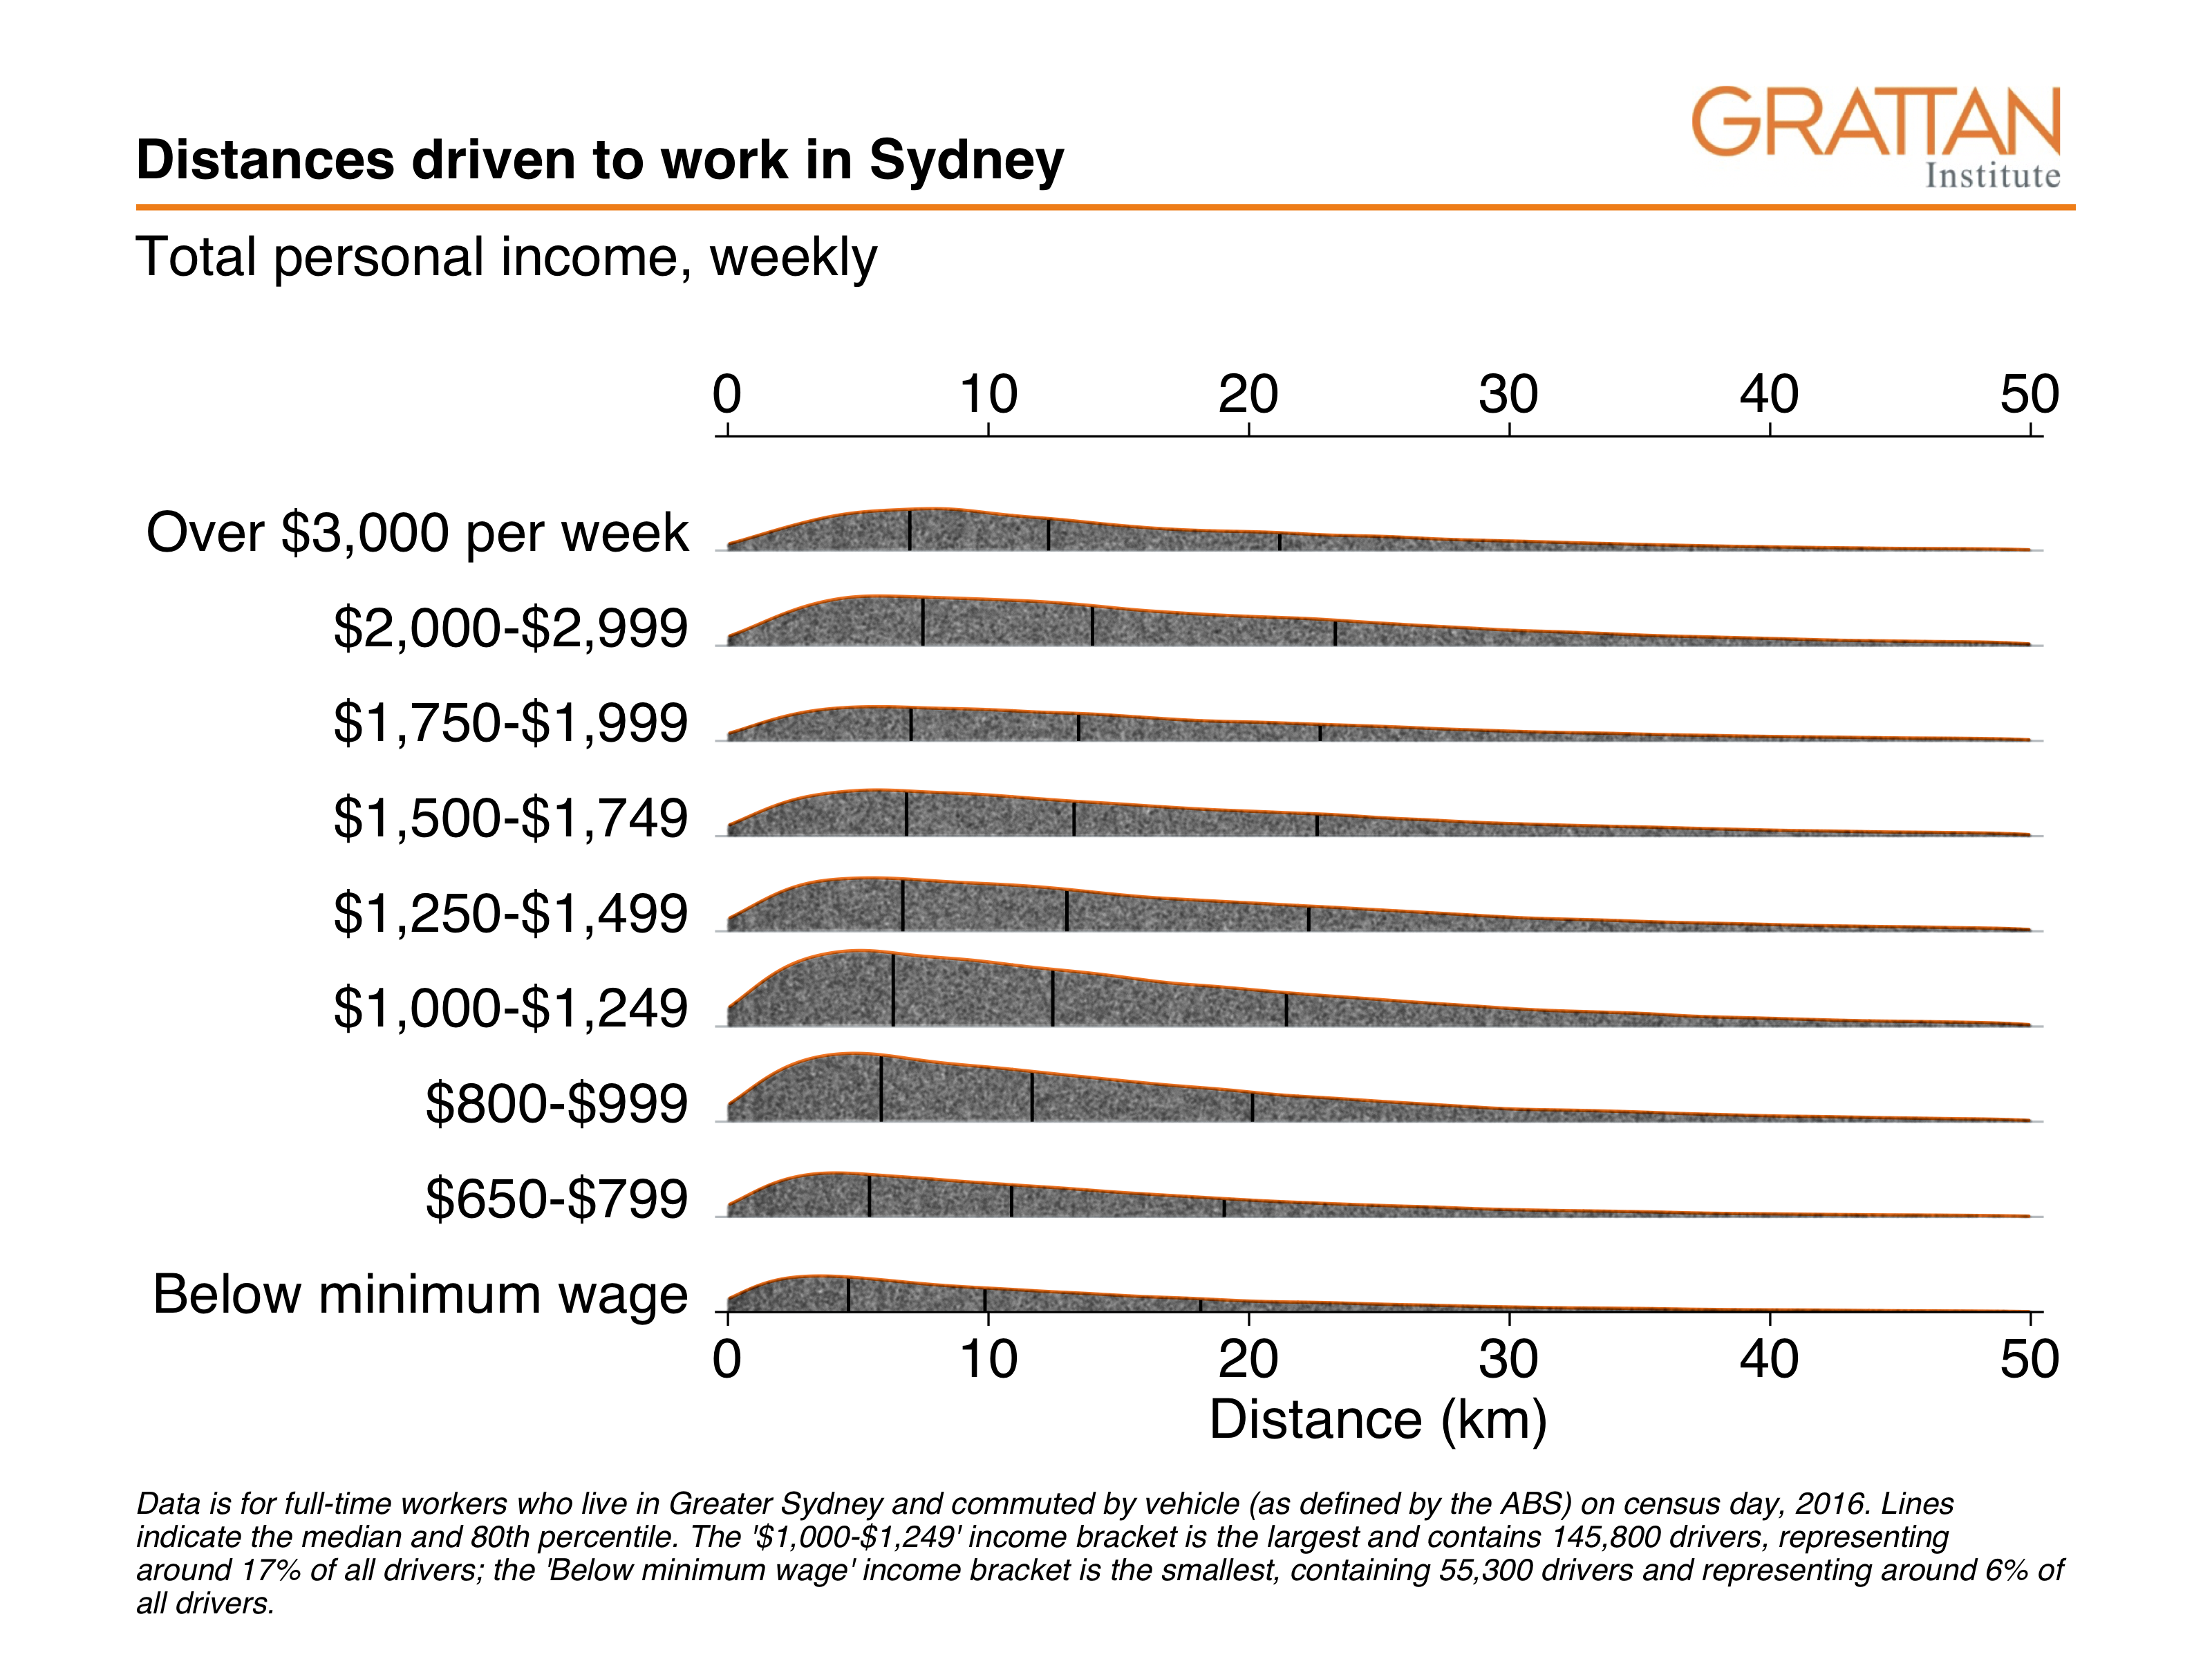 GRATTAN
Institute
Distances driven to work in Sydney
Total personal income, weekly
0 10 20 30 40 50
Over $3,000 per week
$2,000-$2,999
$1,750-$1,999
$1,500-$1,749
$1,250-$1,499
$1,000-$1,249
$800-$999
$650-$799
Below minimum wage
0 10 20 30 40 50
Distance (km)
Data is for full-time workers who live in Greater Sydney and commuted by vehicle (as defined by the ABS) on census day, 2016. Lines
indicate the median and 80th percentile. The '$1,000-$1,249' income bracket is the largest and contains 145,800 drivers, representing
around 17% of all drivers; the 'Below minimum wage' income bracket is the smallest, containing 55,300 drivers and representing around 6% of
all drivers.